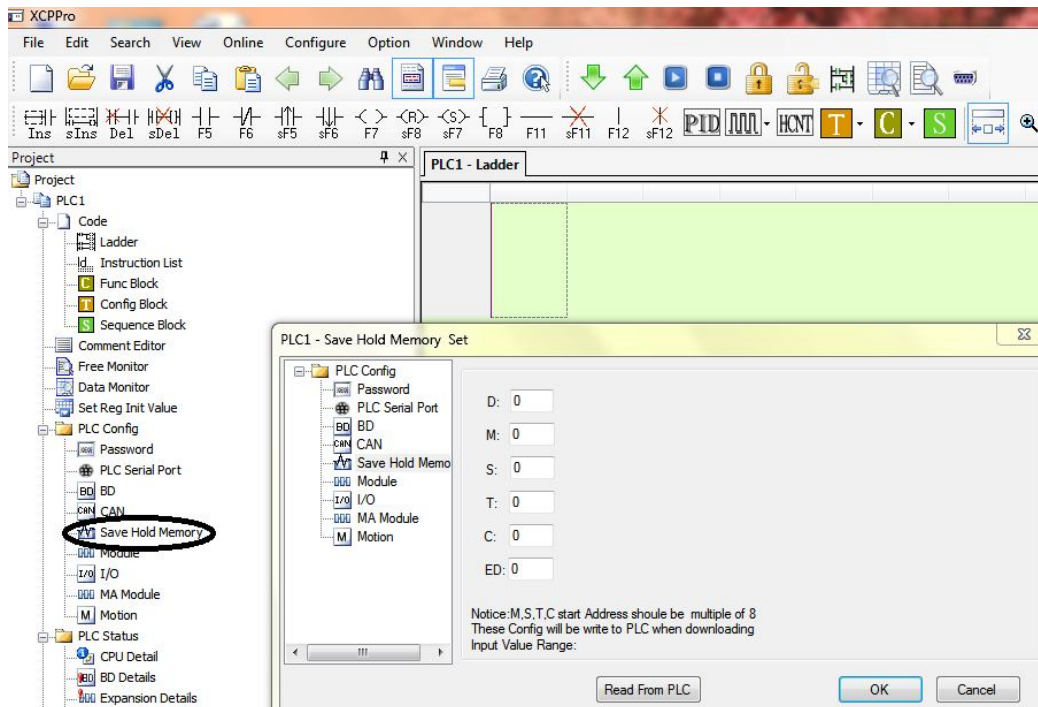 XCPPro
File Edit Search View Online Configure Option Window Help
Ins sIns Del sDel F5 F6 sF5 sF6 F7 sF8 sF7 F8 F11 sF11 F12 sF12 PID HCNT T C S
(R) (S)
Project
PLC1 - Ladder
Project
PLC1
Code
Ladder
Instruction List
C Func Block
T Config Block
S Sequence Block
Comment Editor
Free Monitor
Data Monitor
Set Reg Init Value
PLC Config
Password
PLC Serial Port
BD BD
CAN CAN
Save Hold Memory
Module
I/O I/O
MA Module
M Motion
PLC Status
CPU Detail
BD BD Details
Expansion Details
PLC1 - Save Hold Memory Set
PLC Config
Password
PLC Serial Port
BD BD
CAN CAN
Save Hold Memo
Module
I/O I/O
MA Module
M Motion
D: 0
M: 0
S: 0
T: 0
C: 0
ED: 0
Notice:M,S,T,C start Address shoule be multiple of 8
These Config will be write to PLC when downloading
Input Value Range:
Read From PLC
OK
Cancel